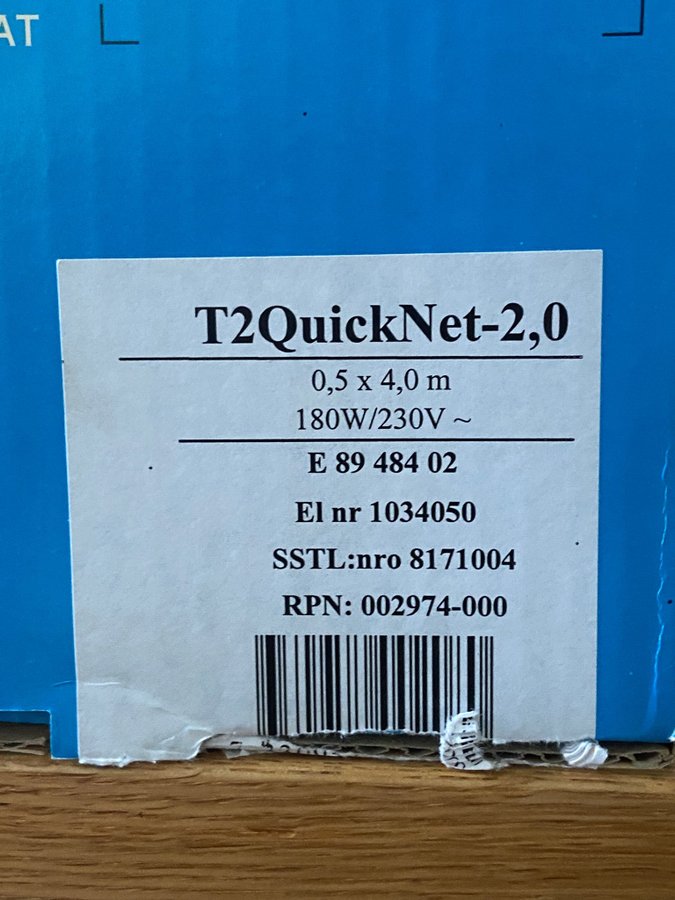 AT
T2QuickNet-2,0
0,5 x 4,0 m
180W/230V ~
E 89 484 02
El nr 1034050
SSTL:nro 8171004
RPN: 002974-000